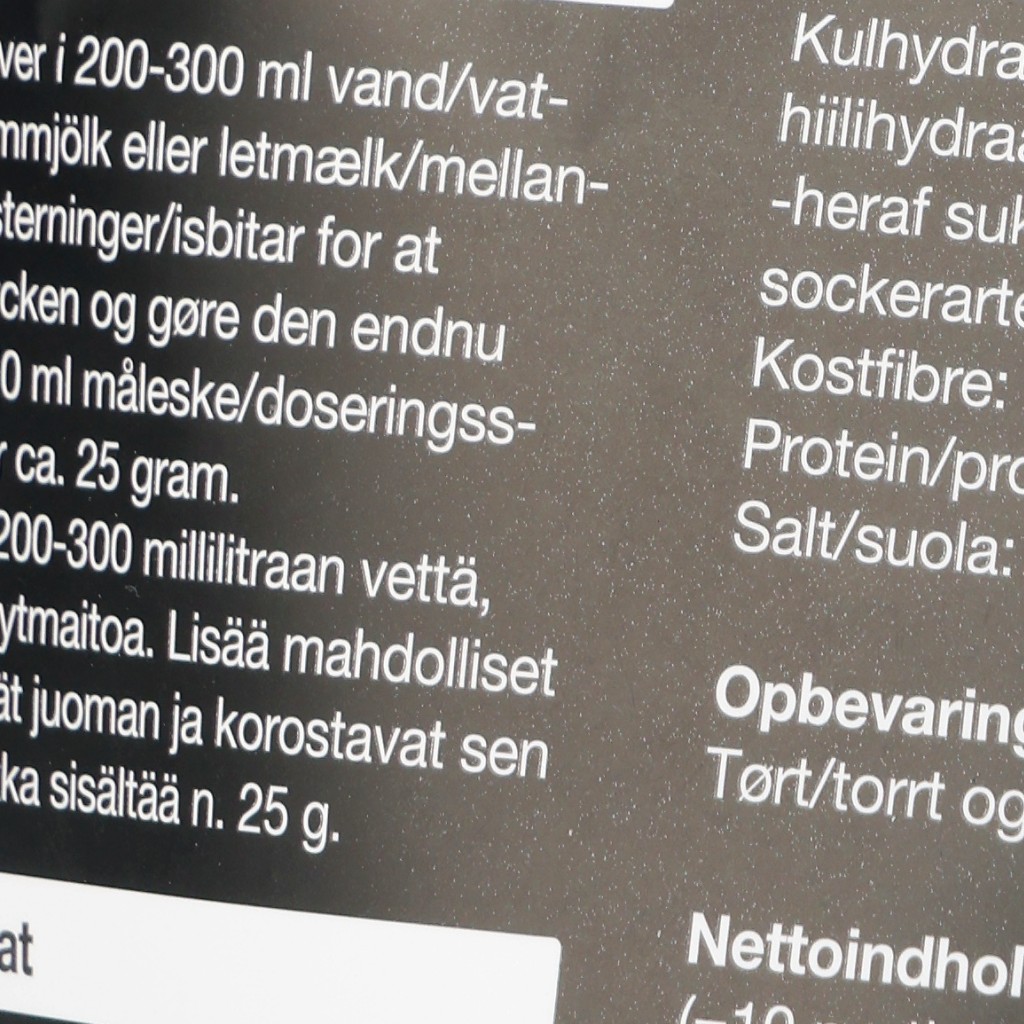 ver i 200-300 ml vand/vat-
mmjölk eller letmælk/mellan-
sterninger/isbitar for at
cken og gøre den endnu
0 ml måleske/doseringss-
r ca. 25 gram.
200-300 millilitraan vettä,
ytmaitoa. Lisää mahdolliset
ät juoman ja korostavat sen
ka sisältää n. 25 g.
at
Kulhydra
hiilihydraa
-heraf suk
sockerarte
Kostfibre:
Protein/pro
Salt/suola:
Opbevaring
Tørt/torrt og
Nettoindhol